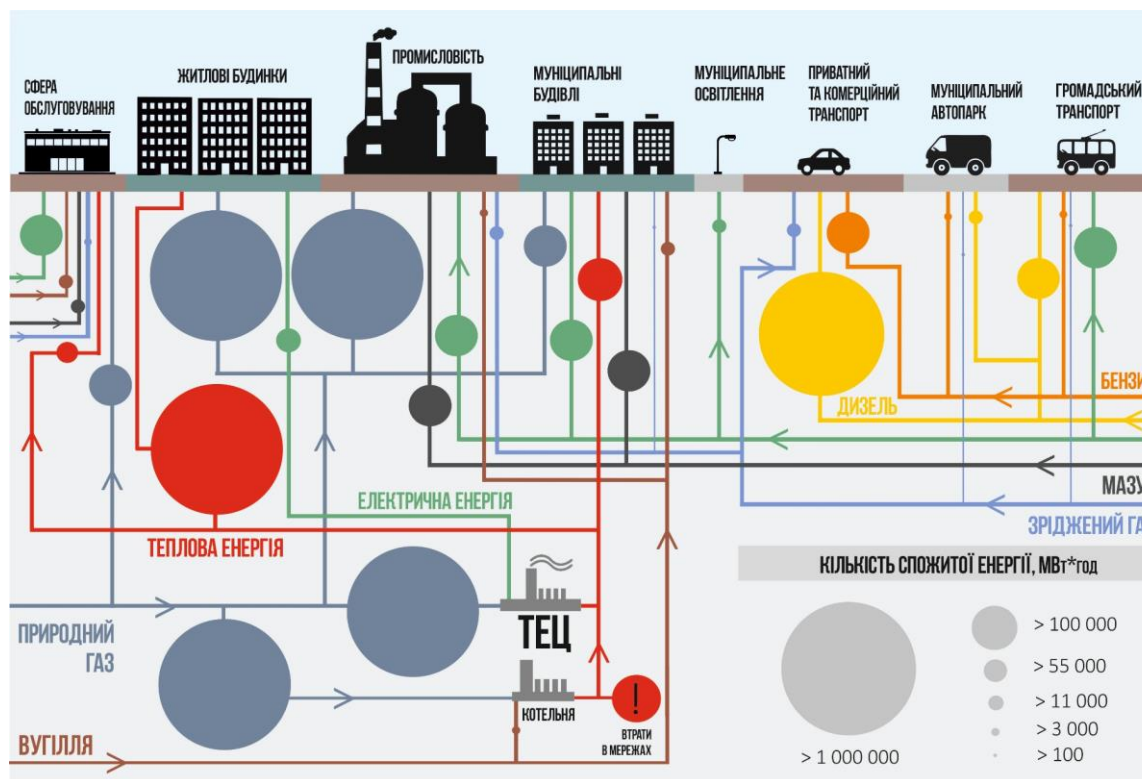 СФЕРА
ОБСЛУГОВУВАННЯ
ЖИТЛОВІ БУДИНКИ
ПРОМИСЛОВІСТЬ
МУНІЦИПАЛЬНІ
БУДІВЛІ
МУНІЦИПАЛЬНЕ
ОСВІТЛЕННЯ
ПРИВАТНИЙ
ТА КОМЕРЦІЙНИЙ
ТРАНСПОРТ
МУНІЦИПАЛЬНИЙ
АВТОПАРК
ГРОМАДСЬКИЙ
ТРАНСПОРТ
БЕНЗИ
ДИЗЕЛЬ
МАЗУ
ЗРІДЖЕНИЙ ГА
ЕЛЕКТРИЧНА ЕНЕРГІЯ
ТЕПЛОВА ЕНЕРГІЯ
ПРИРОДНИЙ
ГАЗ
ТЕЦ
КОТЕЛЬНЯ
!
ВТРАТИ
В МЕРЕЖАХ
ВУГІЛЛЯ
КІЛЬКІСТЬ СПОЖИТОЇ ЕНЕРГІЇ, МВт*год
> 1 000 000
> 100 000
> 55 000
> 11 000
> 3 000
> 100